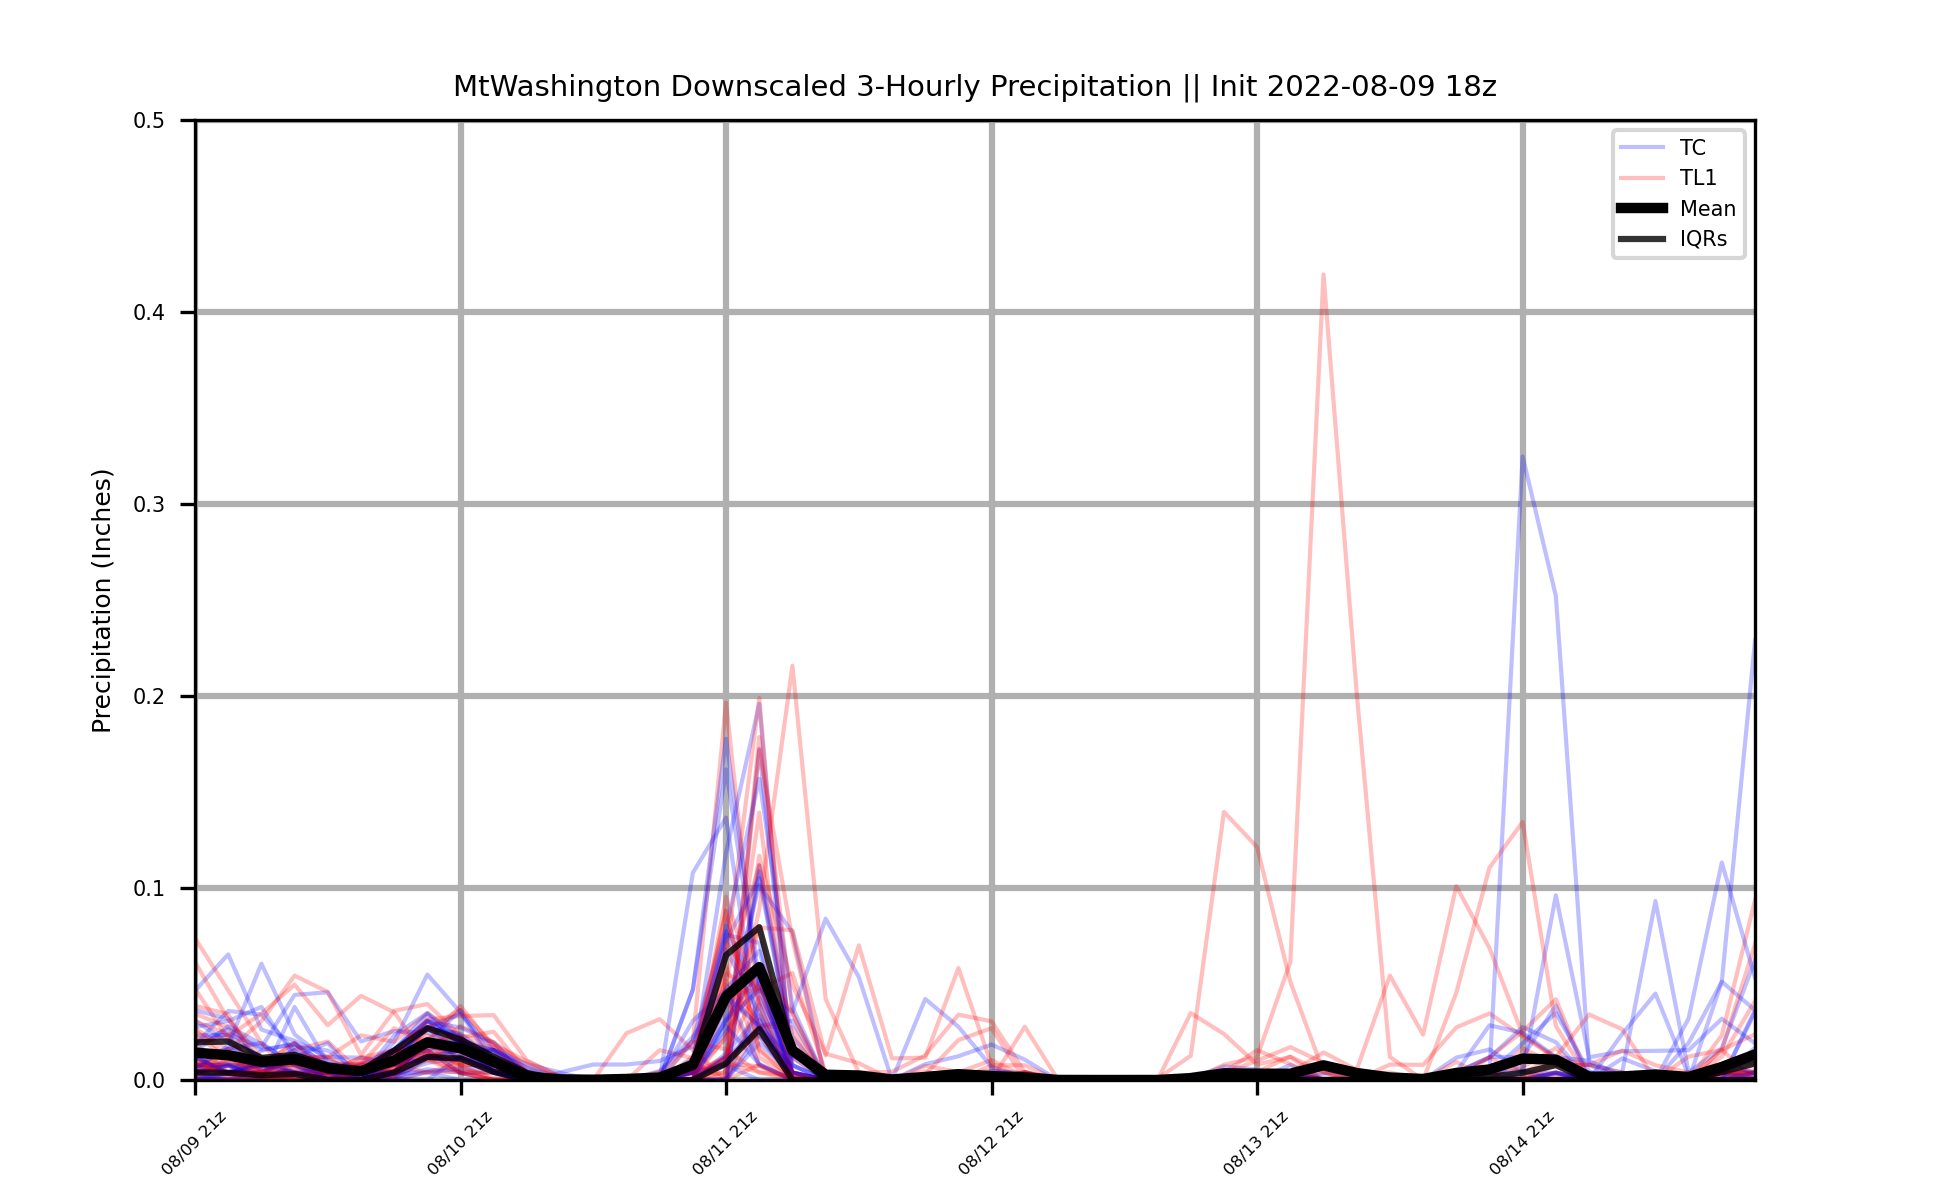 MtWashington Downscaled 3-Hourly Precipitation || Init 2022-08-09 18z
Precipitation (Inches)
0.5
0.4
0.3
0.2
0.1
0.0
TC
TL1
Mean
IQRs
08/09 21z
08/10 21z
08/11 21z
08/12 21z
08/13 21z
08/14 21z